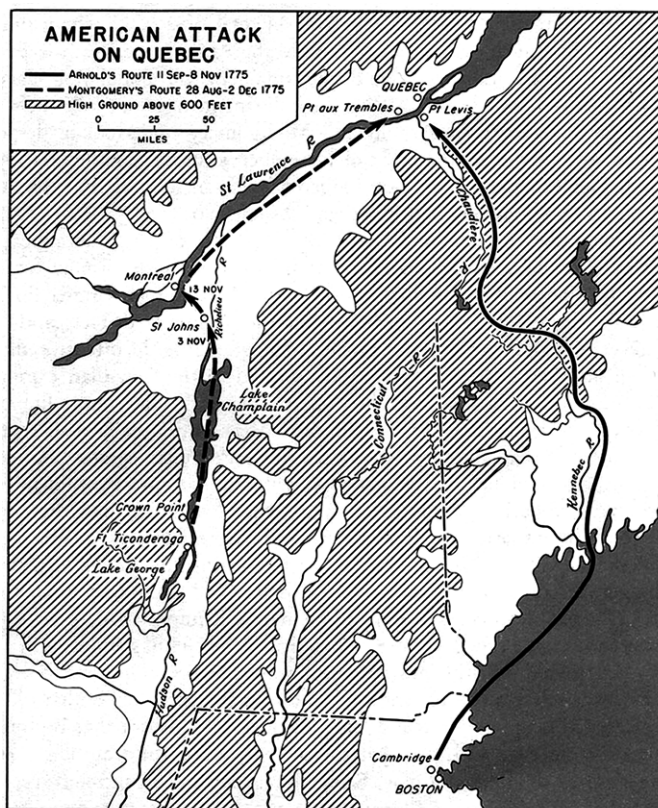 AMERICAN ATTACK
ON QUEBEC
ARNOLD'S ROUTE 11 SEP-8 NOV 1775
MONTGOMERY'S ROUTE 28 AUG-2 DEC 1775
HIGH GROUND ABOVE 600 FEET
0 50
MILES
QUEBEC
Pt aux Trembles
Pt Levis
St Lawrence R
Chaudière R
Montreal
13 NOV
Richelieu R
St Johns
3 NOV
Lake
Champlain
Connecticut R
Kennebec R
Crown Point
Ft Ticonderoga
Lake George
Hudson R
Cambridge
BOSTON